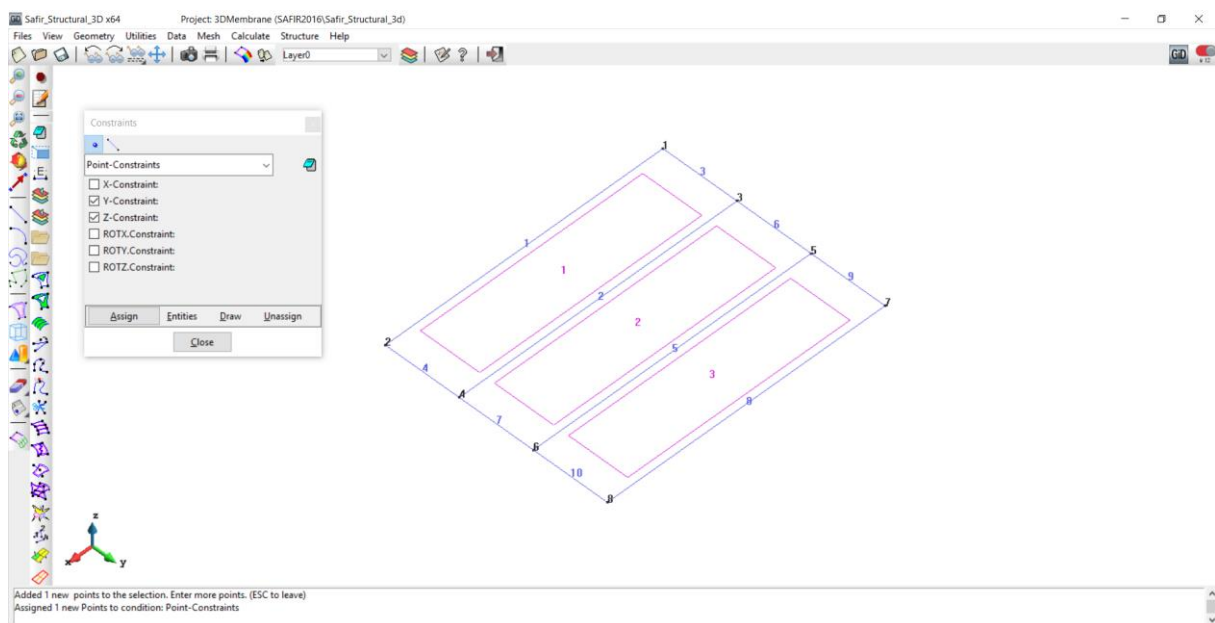 Safir_Structural_3D x64 Project: 3DMembrane (SAFIR2016\Safir_Structural_3d)
Files View Geometry Utilities Data Mesh Calculate Structure Help
Layer0
GiD
Constraints
Point-Constraints
X-Constraint:
Y-Constraint:
Z-Constraint:
ROTX.Constraint:
ROTY.Constraint:
ROTZ.Constraint:
Assign Entities Draw Unassign
Close
1
3
3
6
1
5
1
9
2
2
7
2
5
4
3
4
8
7
6
10
8
z
x
y
Added 1 new points to the selection. Enter more points. (ESC to leave)
Assigned 1 new Points to condition: Point-Constraints